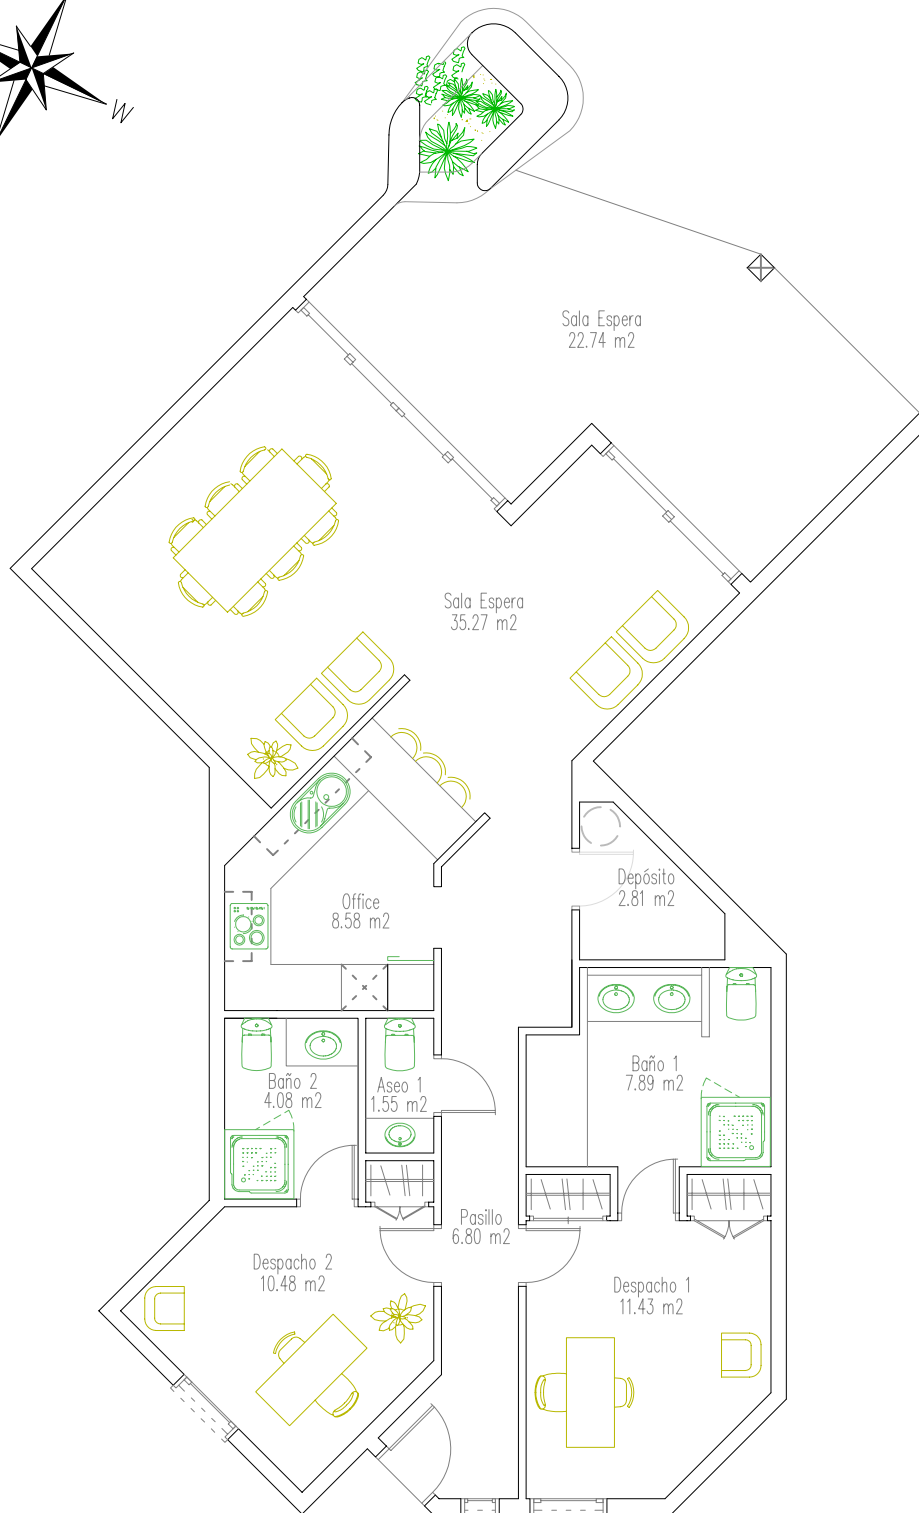 W
Sala Espera
22.74 m2
Sala Espera
35.27 m2
Depósito
2.81 m2
Office
8.58 m2
Baño 1
7.89 m2
Baño 2
4.08 m2
Aseo 1
1.55 m2
Pasillo
6.80 m2
Despacho 2
10.48 m2
Despacho 1
11.43 m2